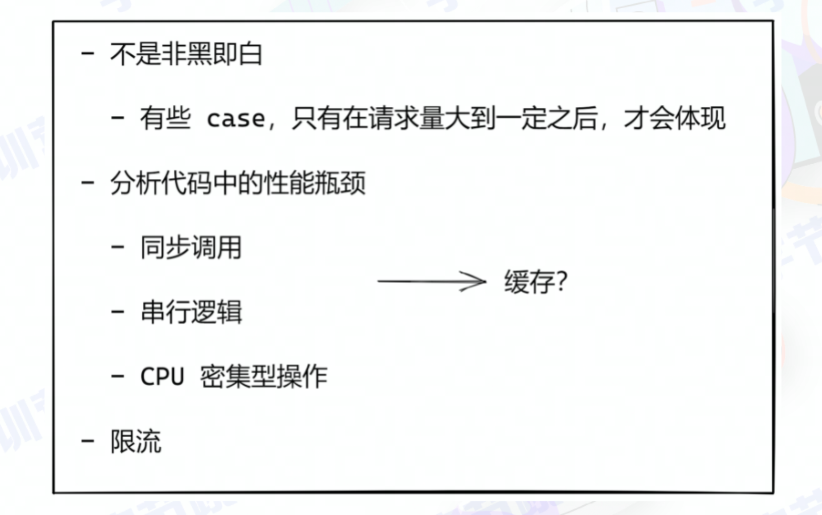 - 不是非黑即白
- 有些 case，只有在请求量大到一定之后，才会体现
- 分析代码中的性能瓶颈
- 同步调用
- 串行逻辑
- CPU 密集型操作
缓存?
- 限流